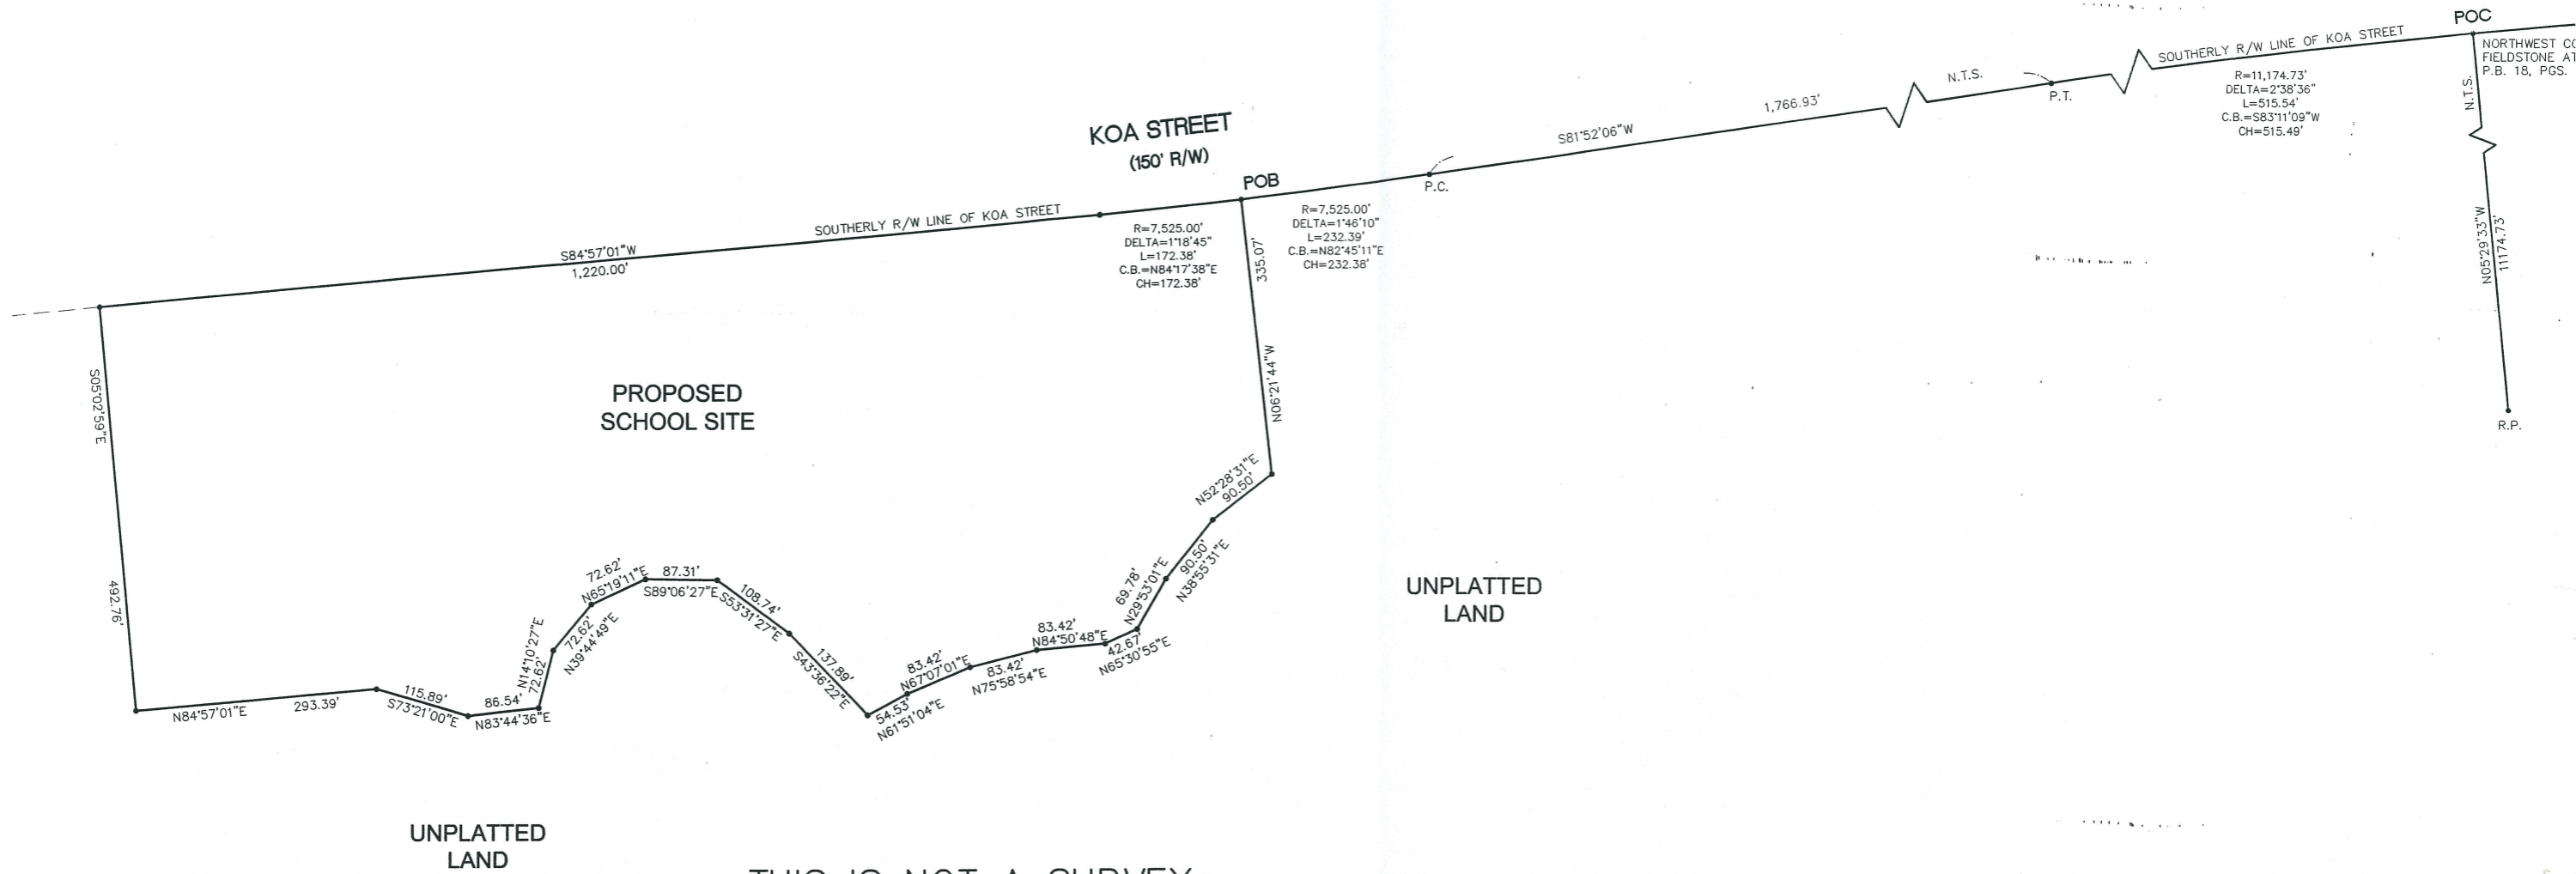 POC
SOUTHERLY R/W LINE OF KOA STREET
NORTHWEST
FIELDSTONE
P.B. 18, PGS.
R=11,174.73'
DELTA=2°38'36"
L=515.54'
C.B.=S83°11'09"W
CH=515.49'
N.T.S.
N.T.S.
P.T.
1,766.93'
S81°52'06"W
P.C.
N05°29'33"W
11174.73'
R.P.
KOA STREET
(150' R/W)
POB
R=7,525.00'
DELTA=1°46'10"
L=232.39'
C.B.=N82°45'11"E
CH=232.38'
R=7,525.00'
DELTA=1°18'45"
L=172.38'
C.B.=N84°17'38"E
CH=172.38'
SOUTHERLY R/W LINE OF KOA STREET
S84°57'01"W
1,220.00'
335.07'
N06°21'44"W
S05°02'59"E
492.76'
PROPOSED
SCHOOL SITE
N52°28'31"E
90.50'
90.50'
N38°55'31"E
69.78'
N29°53'01"E
42.67'
N65°30'55"E
83.42'
N84°50'48"E
83.42'
N75°58'54"E
83.42'
N67°07'01"E
54.53'
N61°51'04"E
137.89'
S43°36'22"E
108.74'
S53°31'27"E
87.31'
S89°06'27"E
72.62'
N65°19'11"E
72.62'
N39°44'49"E
N14°10'27"E
72.62'
86.54'
N83°44'36"E
115.89'
S73°21'00"E
N84°57'01"E
293.39'
UNPLATTED
LAND
UNPLATTED
LAND
THIS IS NOT A SURVEY